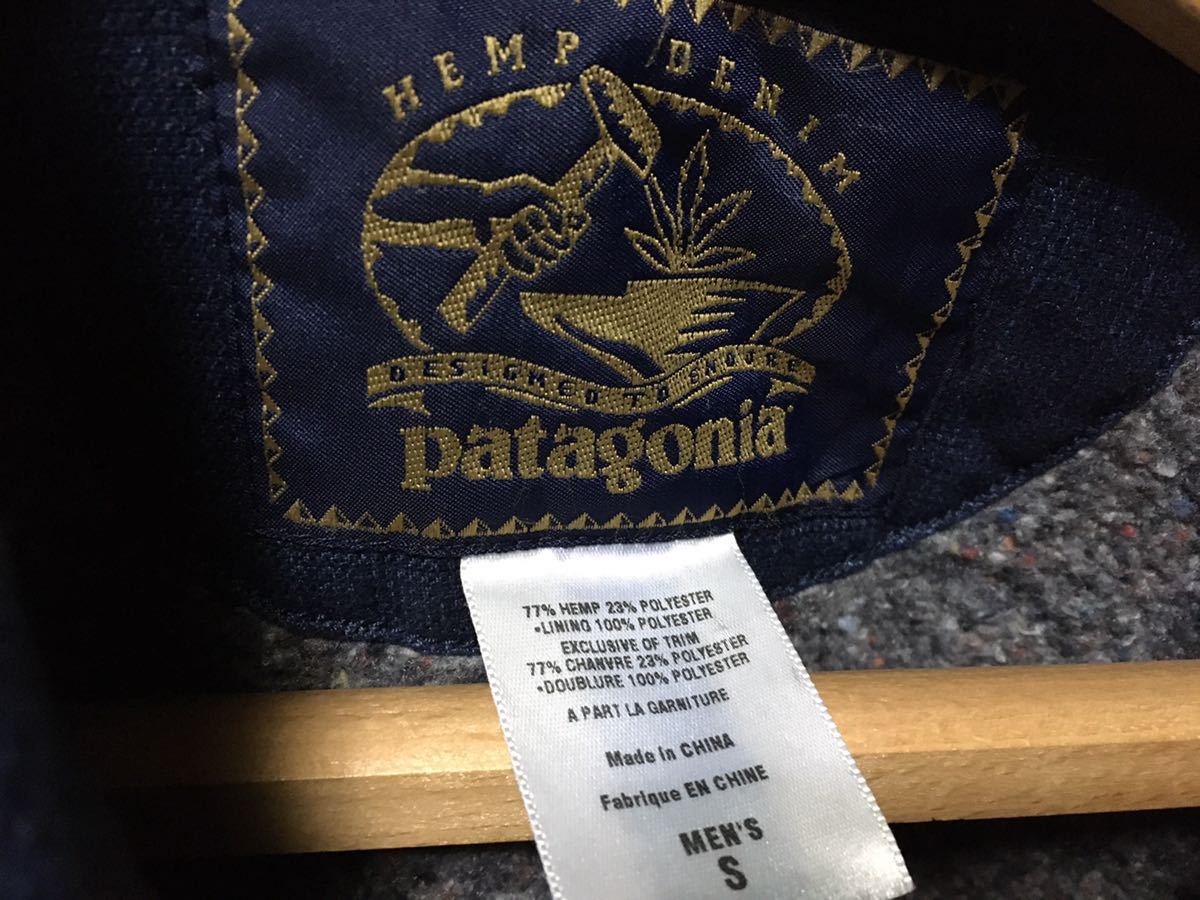 HEMP DENIM
DESIGNED TO ENDURE
patagonia
77% HEMP 23% POLYESTER
•LINING 100% POLYESTER
EXCLUSIVE OF TRIM
77% CHANVRE 23% POLYESTER
•DOUBLURE 100% POLYESTER
A PART LA GARNITURE
Made in CHINA
Fabrique EN CHINE
MEN'S
S